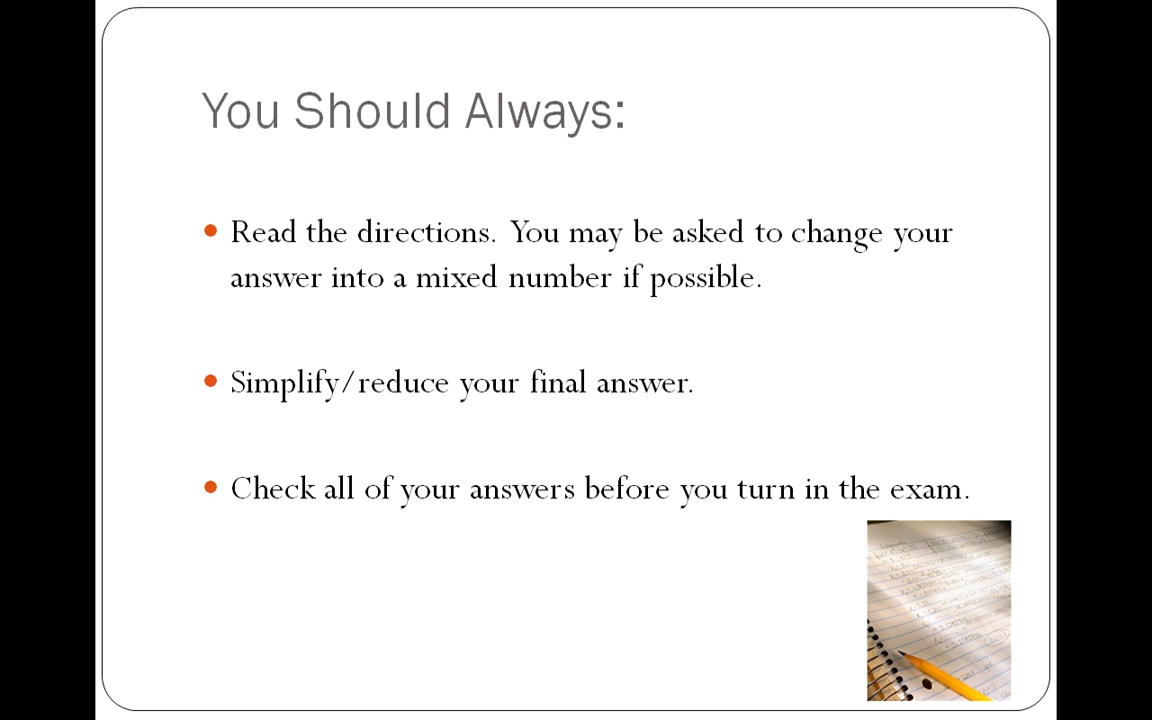 You Should Always:
Read the directions. You may be asked to change your
answer into a mixed number if possible.
Simplify/reduce your final answer.
Check all of your answers before you turn in the exam.